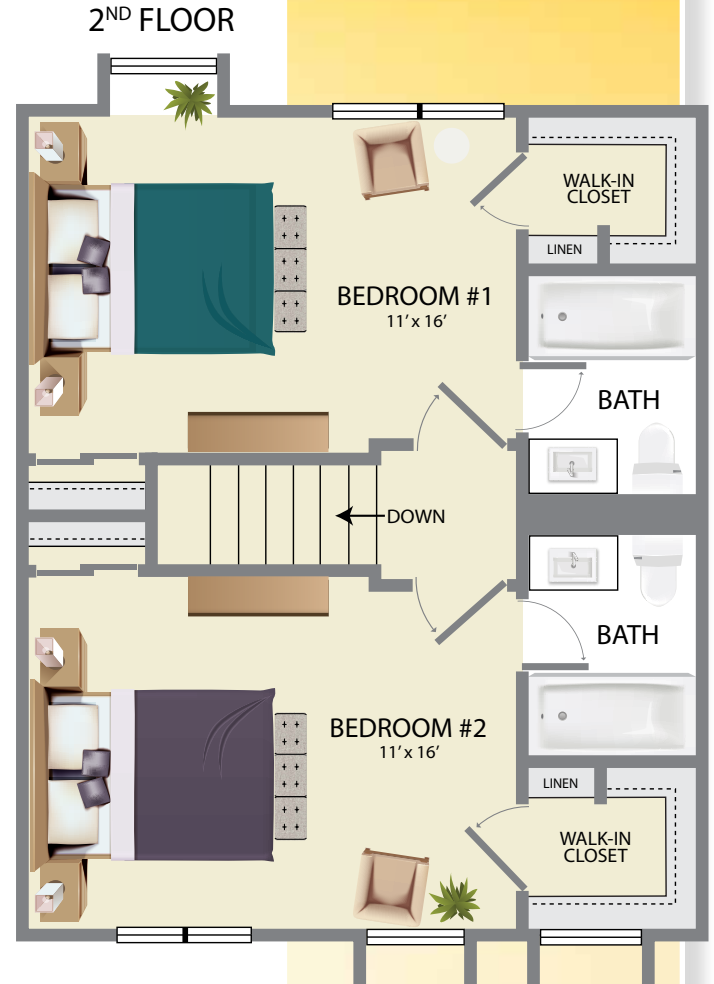 2ND FLOOR
WALK-IN
CLOSET
LINEN
BEDROOM #1
11’ x 16’
BATH
DOWN
BATH
BEDROOM #2
11’ x 16’
LINEN
WALK-IN
CLOSET